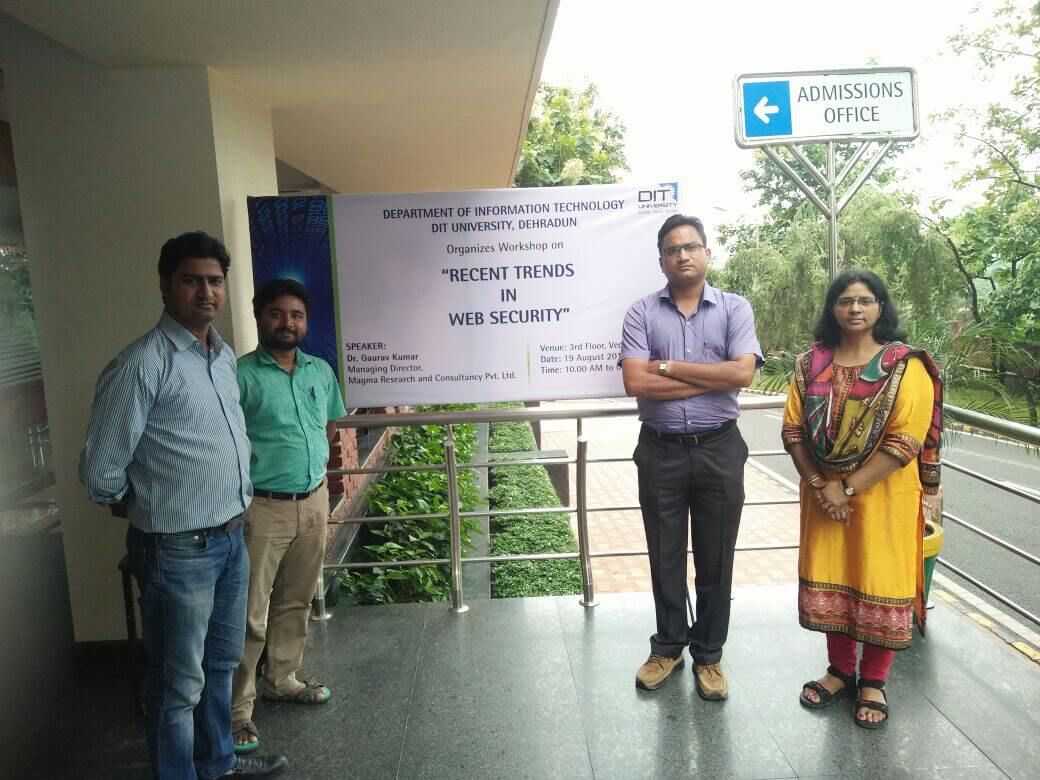 ADMISSIONS
OFFICE
DIT
UNIVERSITY
DEPARTMENT OF INFORMATION TECHNOLOGY
DIT UNIVERSITY, DEHRADUN
Organizes Workshop on
“RECENT TRENDS
IN
WEB SECURITY”
SPEAKER:
Dr. Gaurav Kumar
Managing Director,
Magma Research and Consultancy Pvt. Ltd.
Venue: 3rd Floor,
Date: 19 August
Time: 10.00 AM to